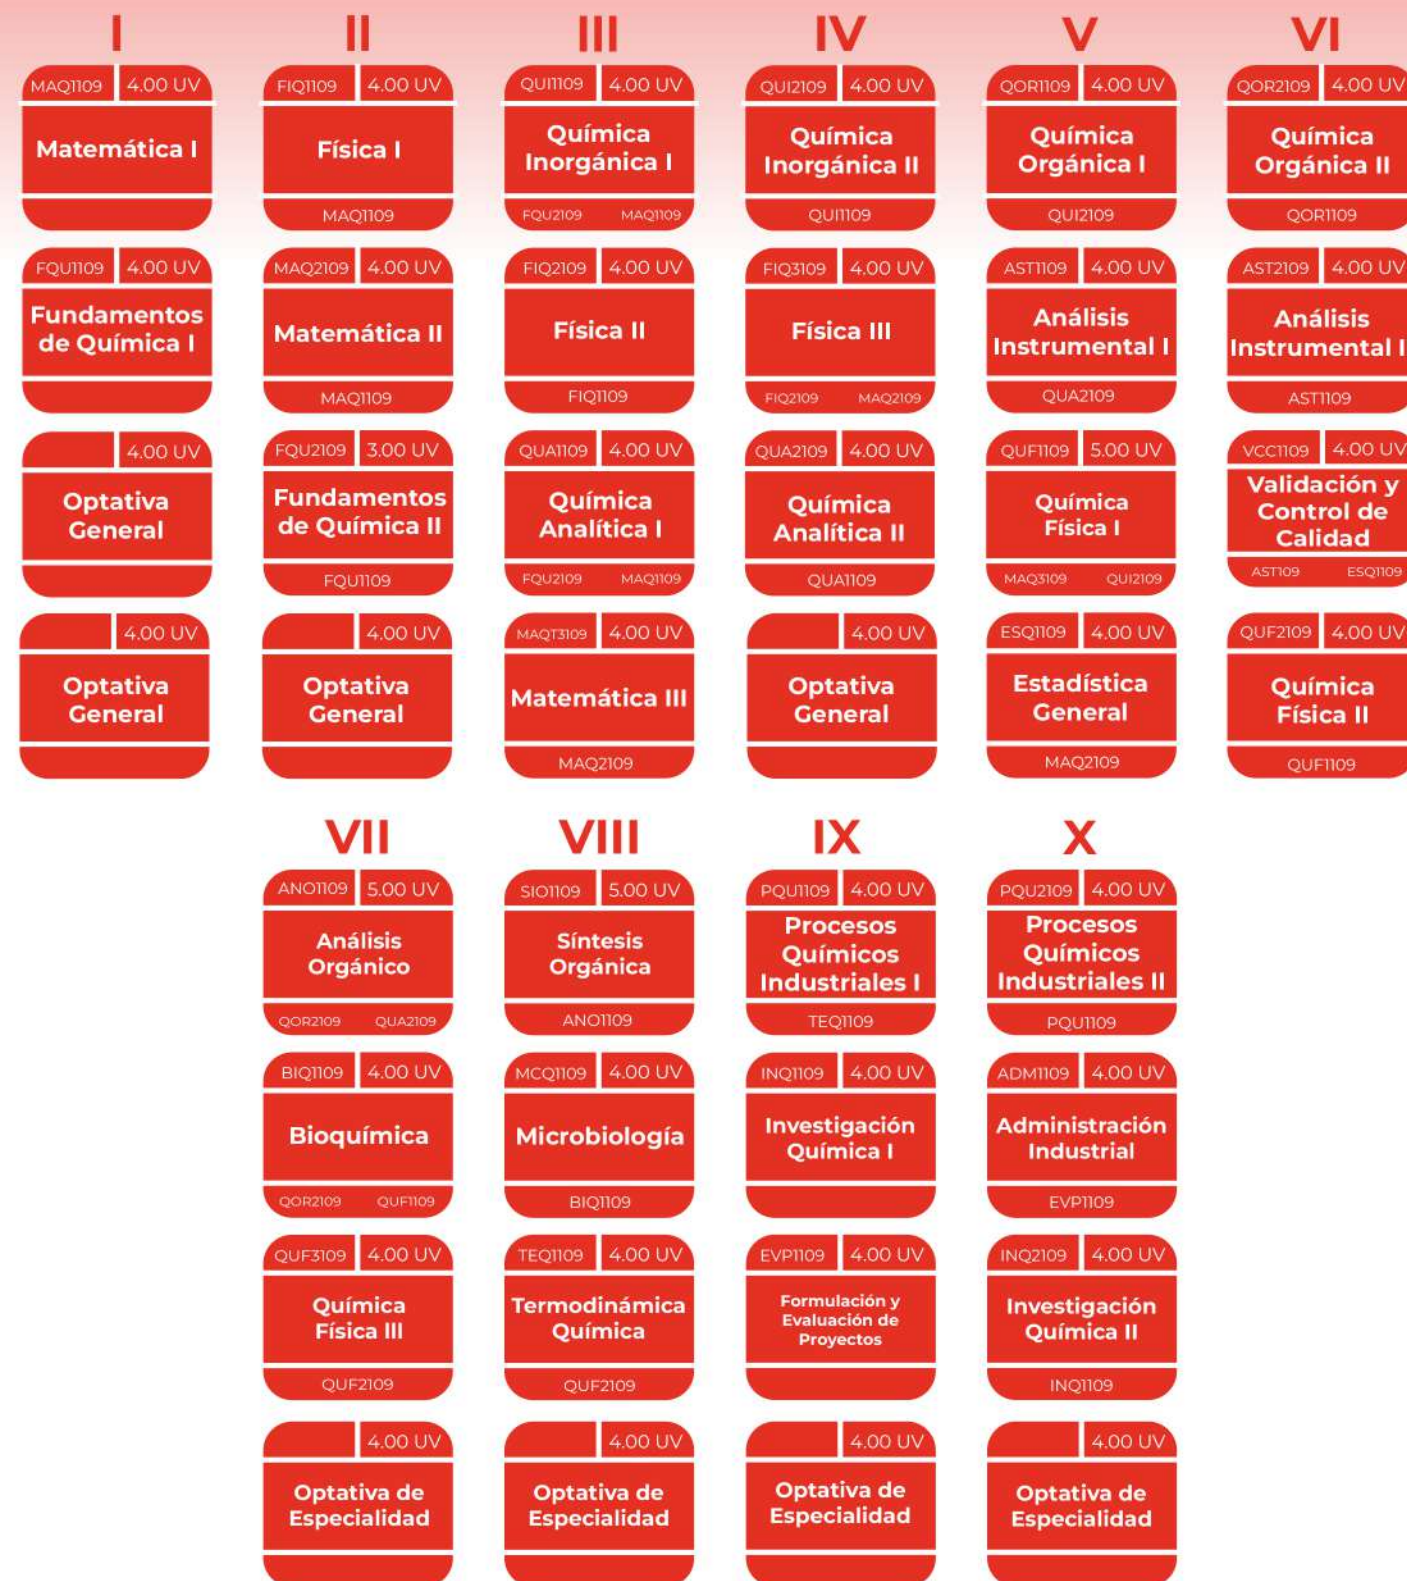 I
II
III
IV
V
VI
MAQ1109 4.00 UV
Matemática I
FIQ1109 4.00 UV
Física I
MAQ1109
QUI1109 4.00 UV
Química
Inorgánica I
FQU2109 MAQ1109
QUI2109 4.00 UV
Química
Inorgánica II
QUI1109
QOR1109 4.00 UV
Química
Orgánica I
QUI2109
QOR2109 4.00 UV
Química
Orgánica II
QOR1109
FQU1109 4.00 UV
Fundamentos
de Química I
MAQ2109 4.00 UV
Matemática II
MAQ1109
FIQ2109 4.00 UV
Física II
FIQ1109
FIQ3109 4.00 UV
Física III
FIQ2109 MAQ2109
AST1109 4.00 UV
Análisis
Instrumental I
QUA2109
AST2109 4.00 UV
Análisis
Instrumental I
AST1109
4.00 UV
Optativa
General
FQU2109 3.00 UV
Fundamentos
de Química II
FQU1109
QUA1109 4.00 UV
Química
Analítica I
FQU2109 MAQ1109
QUA2109 4.00 UV
Química
Analítica II
QUA1109
QUF1109 5.00 UV
Química
Física I
MAQ3109 QUI2109
VCC1109 4.00 UV
Validación y
Control de
Calidad
AST109 ESQ1109
4.00 UV
Optativa
General
4.00 UV
Optativa
General
MAQT3109 4.00 UV
Matemática III
MAQ2109
4.00 UV
Optativa
General
ESQ1109 4.00 UV
Estadística
General
MAQ2109
QUF2109 4.00 UV
Química
Física II
QUF1109
VII
VIII
IX
X
ANO1109 5.00 UV
Análisis
Orgánico
QOR2109 QUA2109
SIO1109 5.00 UV
Síntesis
Orgánica
ANO1109
PQU1109 4.00 UV
Procesos
Químicos
Industriales I
TEQ1109
PQU2109 4.00 UV
Procesos
Químicos
Industriales II
PQU1109
BIQ1109 4.00 UV
Bioquímica
QOR2109 QUF1109
MCQ1109 4.00 UV
Microbiología
BIQ1109
INQ1109 4.00 UV
Investigación
Química I
ADM1109 4.00 UV
Administración
Industrial
EVP1109
QUF3109 4.00 UV
Química
Física III
QUF2109
TEQ1109 4.00 UV
Termodinámica
Química
QUF2109
EVP1109 4.00 UV
Formulación y
Evaluación de
Proyectos
INQ2109 4.00 UV
Investigación
Química II
INQ1109
4.00 UV
Optativa de
Especialidad
4.00 UV
Optativa de
Especialidad
4.00 UV
Optativa de
Especialidad
4.00 UV
Optativa de
Especialidad